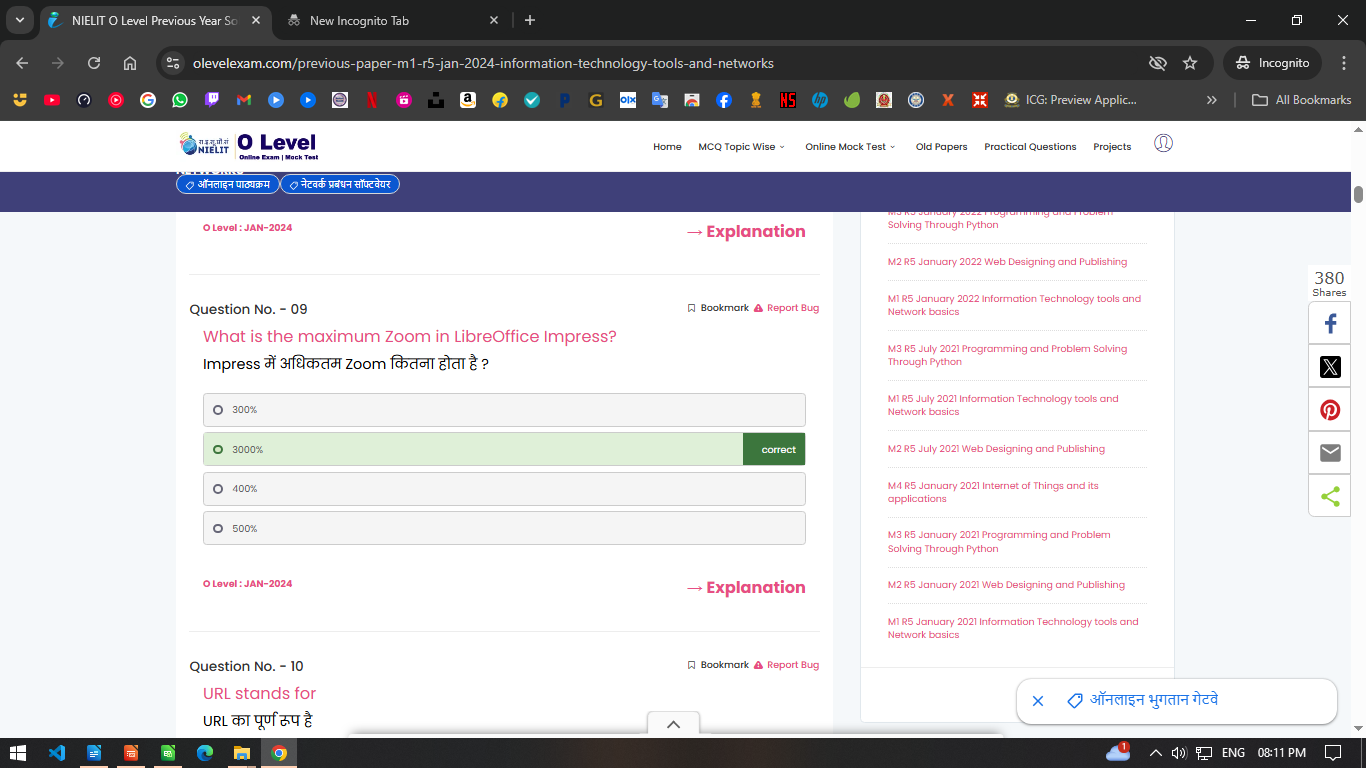 NIELIT O Level Previous Year So
New Incognito Tab
olevelexam.com/previous-paper-m1-r5-jan-2024-information-technology-tools-and-networks
Incognito
ICG: Preview Applic...
All Bookmarks
रा.इ.सू.प्रौ.सं
NIELIT
O Level
Online Exam | Mock Test
Home
MCQ Topic Wise
Online Mock Test
Old Papers
Practical Questions
Projects
ऑनलाइन पाठ्यक्रम
नेटवर्क प्रबंधन सॉफ्टवेयर
O Level : JAN-2024
→ Explanation
Question No. - 09
Bookmark
Report Bug
What is the maximum Zoom in LibreOffice Impress?
Impress में अधिकतम Zoom कितना होता है ?
300%
3000%
correct
400%
500%
O Level : JAN-2024
→ Explanation
Question No. - 10
Bookmark
Report Bug
URL stands for
URL का पूर्ण रूप है
M3 R5 January 2022 Programming and Problem
Solving Through Python
M2 R5 January 2022 Web Designing and Publishing
M1 R5 January 2022 Information Technology tools and
Network basics
M3 R5 July 2021 Programming and Problem Solving
Through Python
M1 R5 July 2021 Information Technology tools and
Network basics
M2 R5 July 2021 Web Designing and Publishing
M4 R5 January 2021 Internet of Things and its
applications
M3 R5 January 2021 Programming and Problem
Solving Through Python
M2 R5 January 2021 Web Designing and Publishing
M1 R5 January 2021 Information Technology tools and
Network basics
380
Shares
ऑनलाइन भुगतान गेटवे
1
ENG
08:11 PM